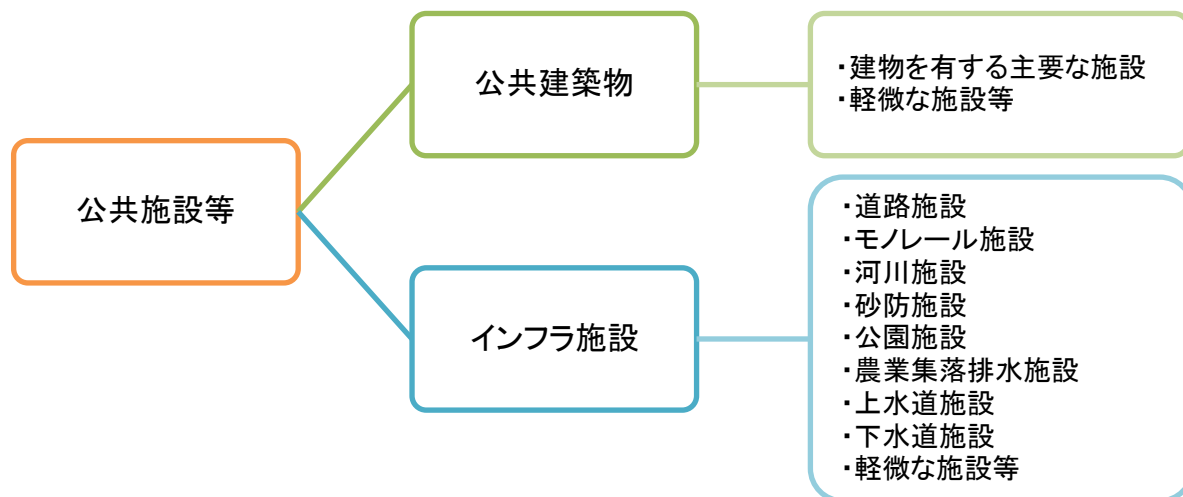 公共施設等
公共建築物
・建物を有する主要な施設
・軽微な施設等
インフラ施設
・道路施設
・モノレール施設
・河川施設
・砂防施設
・公園施設
・農業集落排水施設
・上水道施設
・下水道施設
・軽微な施設等